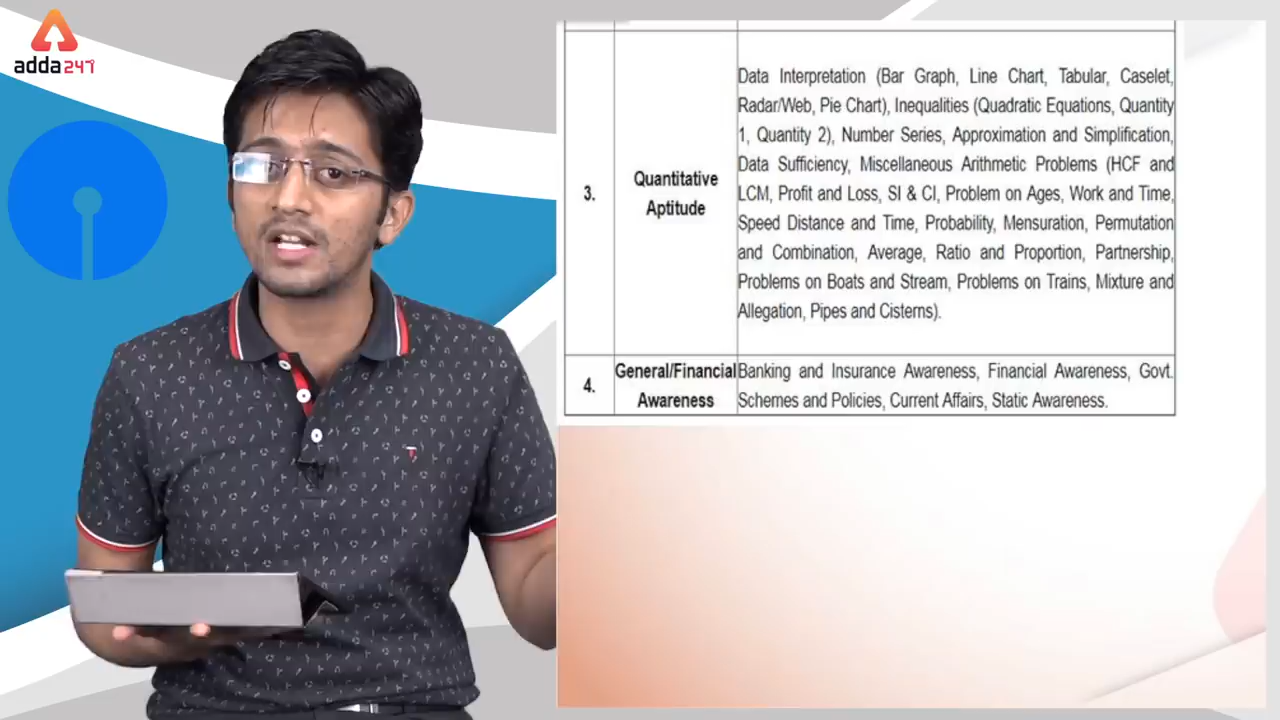 adda247
3.
Quantitative
Aptitude
Data Interpretation (Bar Graph, Line Chart, Tabular, Caselet,
Radar/Web, Pie Chart), Inequalities (Quadratic Equations, Quantity
1, Quantity 2), Number Series, Approximation and Simplification,
Data Sufficiency, Miscellaneous Arithmetic Problems (HCF and
LCM, Profit and Loss, SI & CI, Problem on Ages, Work and Time,
Speed Distance and Time, Probability, Mensuration, Permutation
and Combination, Average, Ratio and Proportion, Partnership,
Problems on Boats and Stream, Problems on Trains, Mixture and
Allegation, Pipes and Cisterns).
4.
General/Financial
Awareness
Banking and Insurance Awareness, Financial Awareness, Govt.
Schemes and Policies, Current Affairs, Static Awareness.